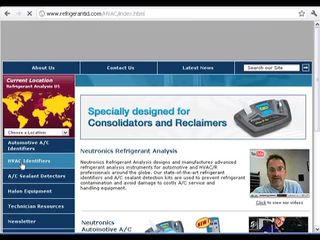 www.refrigerantid.com/HVAC/index.html
About Us
Contact Us
Latest News
Search our Site
Current Location
Refrigerant Analysis US
Choose a Location
Automotive A/C
Identifiers
HVAC Identifiers
A/C Sealant Detectors
Halon Equipment
Technician Resources
Newsletter
Specially designed for
Consolidators and Reclaimers
Neutronics Refrigerant Analysis
Neutronics Refrigerant Analysis designs and manufactures advanced
refrigerant analysis instruments for automotive and HVAC/R
professionals around the globe. Our state-of-the-art refrigerant
identifiers and A/C sealant detection kits are used to prevent refrigerant
contamination and avoid damage to costly A/C service and
handling equipment.
You Tube
Click to view our videos
Neutronics
Automotive A/C
NEW